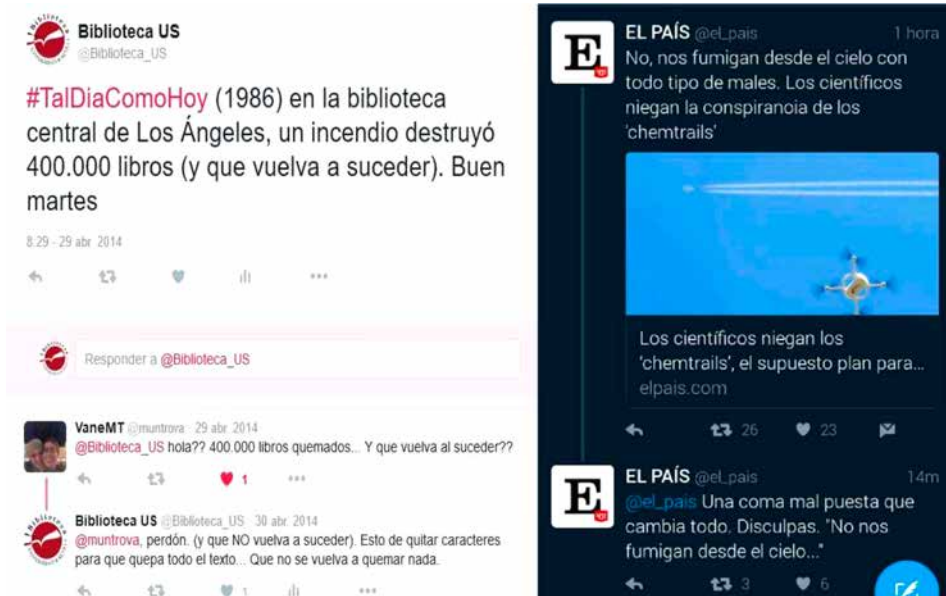 Biblioteca US
@Biblioteca_US
#TalDiaComoHoy (1986) en la biblioteca
central de Los Ángeles, un incendio destruyó
400.000 libros (y que vuelva a suceder). Buen
martes
8:29 - 29 abr. 2014
Responder a @Biblioteca_US
VaneMT @muntrova · 29 abr. 2014
@Biblioteca_US hola?? 400.000 libros quemados... Y que vuelva al suceder??
1
Biblioteca US @Biblioteca_US · 30 abr. 2014
@muntrova, perdón. (y que NO vuelva a suceder). Esto de quitar caracteres
para que quepa todo el texto... Que no se vuelva a quemar nada.
1
E
EL PAÍS @el_pais 1 hora
No, nos fumigan desde el cielo con
todo tipo de males. Los científicos
niegan la conspiranoia de los
'chemtrails'
Los científicos niegan los
'chemtrails', el supuesto plan para...
elpais.com
26 23
E
EL PAÍS @el_pais 14m
@el_pais Una coma mal puesta que
cambia todo. Disculpas. "No nos
fumigan desde el cielo..."
3 6